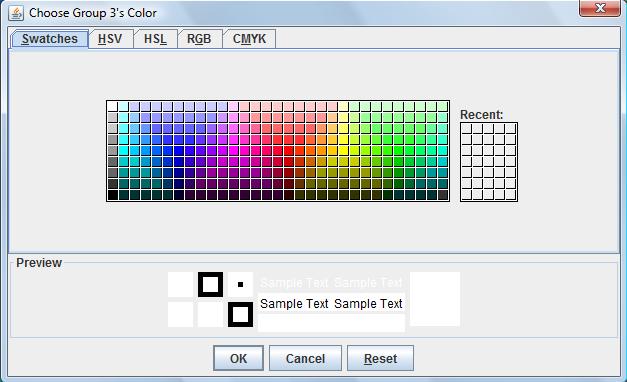 Choose Group 3's Color
Swatches HSV HSL RGB CMYK
Recent:
Preview
Sample Text Sample Text
Sample Text Sample Text
OK Cancel Reset